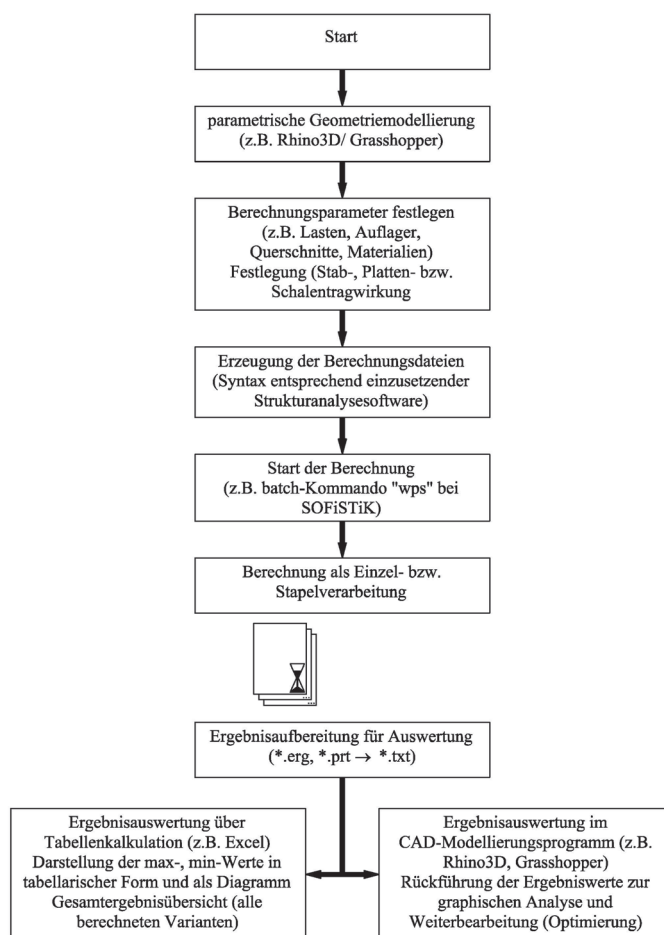 Start
parametrische Geometriemodellierung
(z.B. Rhino3D/ Grasshopper)
Berechnungsparameter festlegen
(z.B. Lasten, Auflager,
Querschnitte, Materialien)
Festlegung (Stab-, Platten- bzw.
Schalentragwirkung
Erzeugung der Berechnungsdateien
(Syntax entsprechend einzusetzender
Strukturanalysesoftware)
Start der Berechnung
(z.B. batch-Kommando "wps" bei
SOFiSTiK)
Berechnung als Einzel- bzw.
Stapelverarbeitung
Ergebnisaufbereitung für Auswertung
(*.erg, *.prt → *.txt)
Ergebnisauswertung über
Tabellenkalkulation (z.B. Excel)
Darstellung der max-, min-Werte in
tabellarischer Form und als Diagramm
Gesamtergebnisübersicht (alle
berechneten Varianten)
Ergebnisauswertung im
CAD-Modellierungsprogramm (z.B.
Rhino3D, Grasshopper)
Rückführung der Ergebniswerte zur
graphischen Analyse und
Weiterbearbeitung (Optimierung)